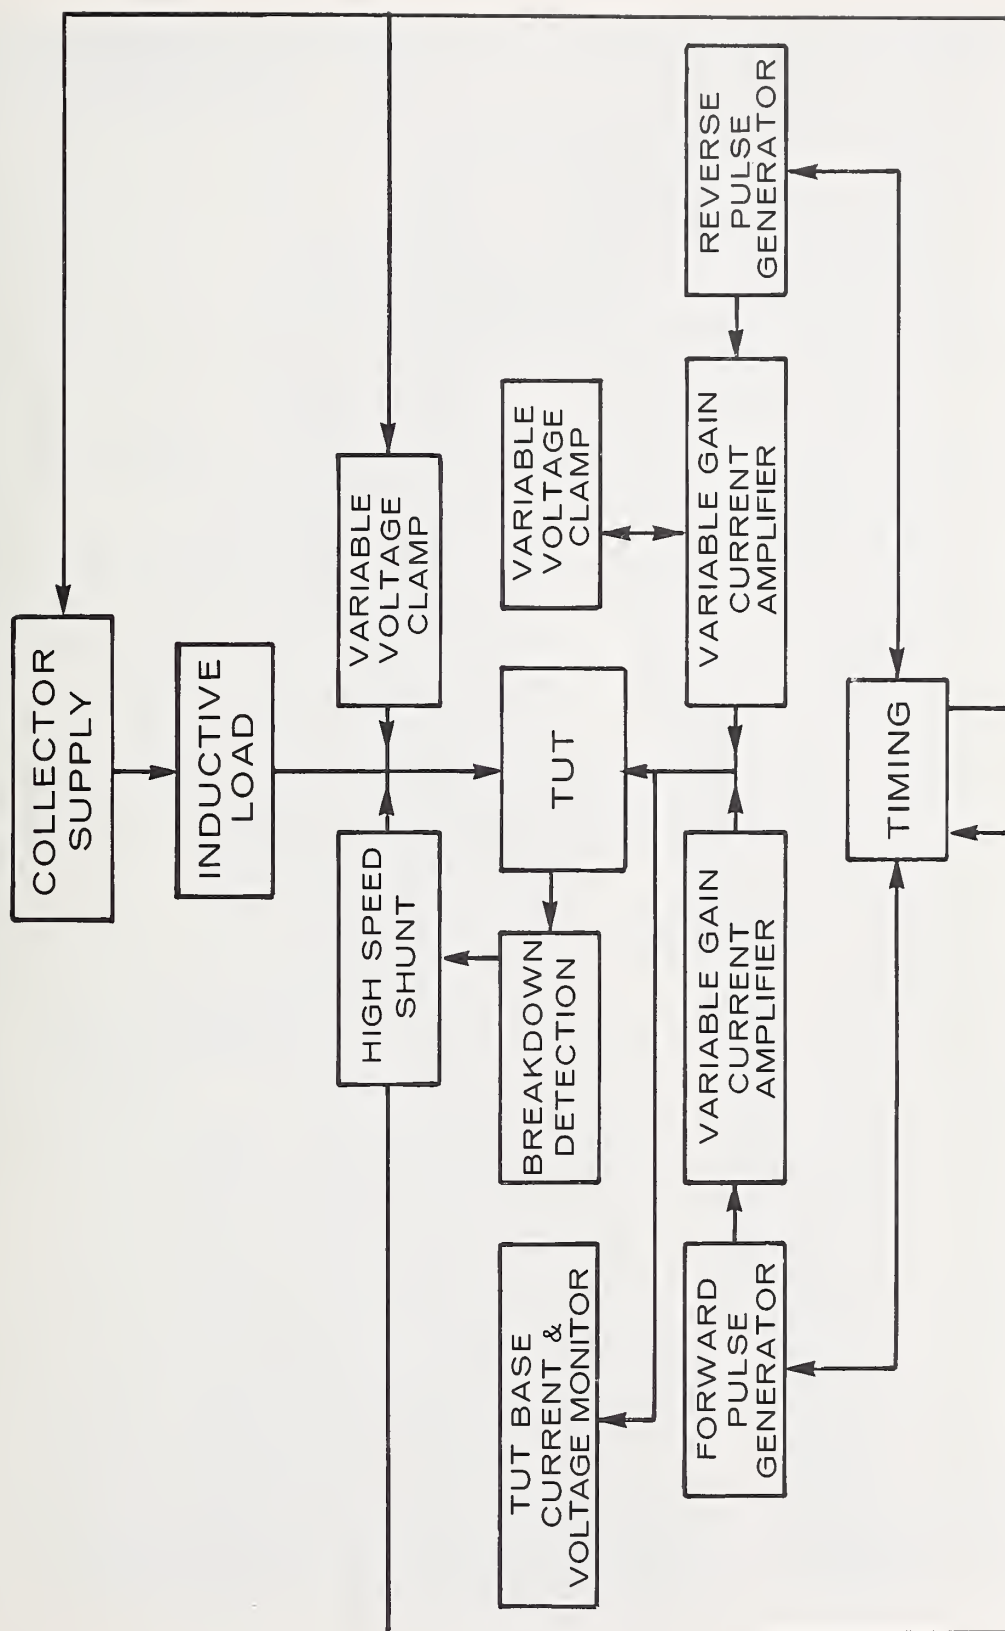 COLLECTOR
SUPPLY
INDUCTIVE
LOAD
HIGH SPEED
SHUNT
VARIABLE
VOLTAGE
CLAMP
BREAKDOWN
DETECTION
TUT
VARIABLE
VOLTAGE
CLAMP
TUT BASE
CURRENT &
VOLTAGE MONITOR
FORWARD
PULSE
GENERATOR
VARIABLE GAIN
CURRENT
AMPLIFIER
VARIABLE GAIN
CURRENT
AMPLIFIER
REVERSE
PULSE
GENERATOR
TIMING